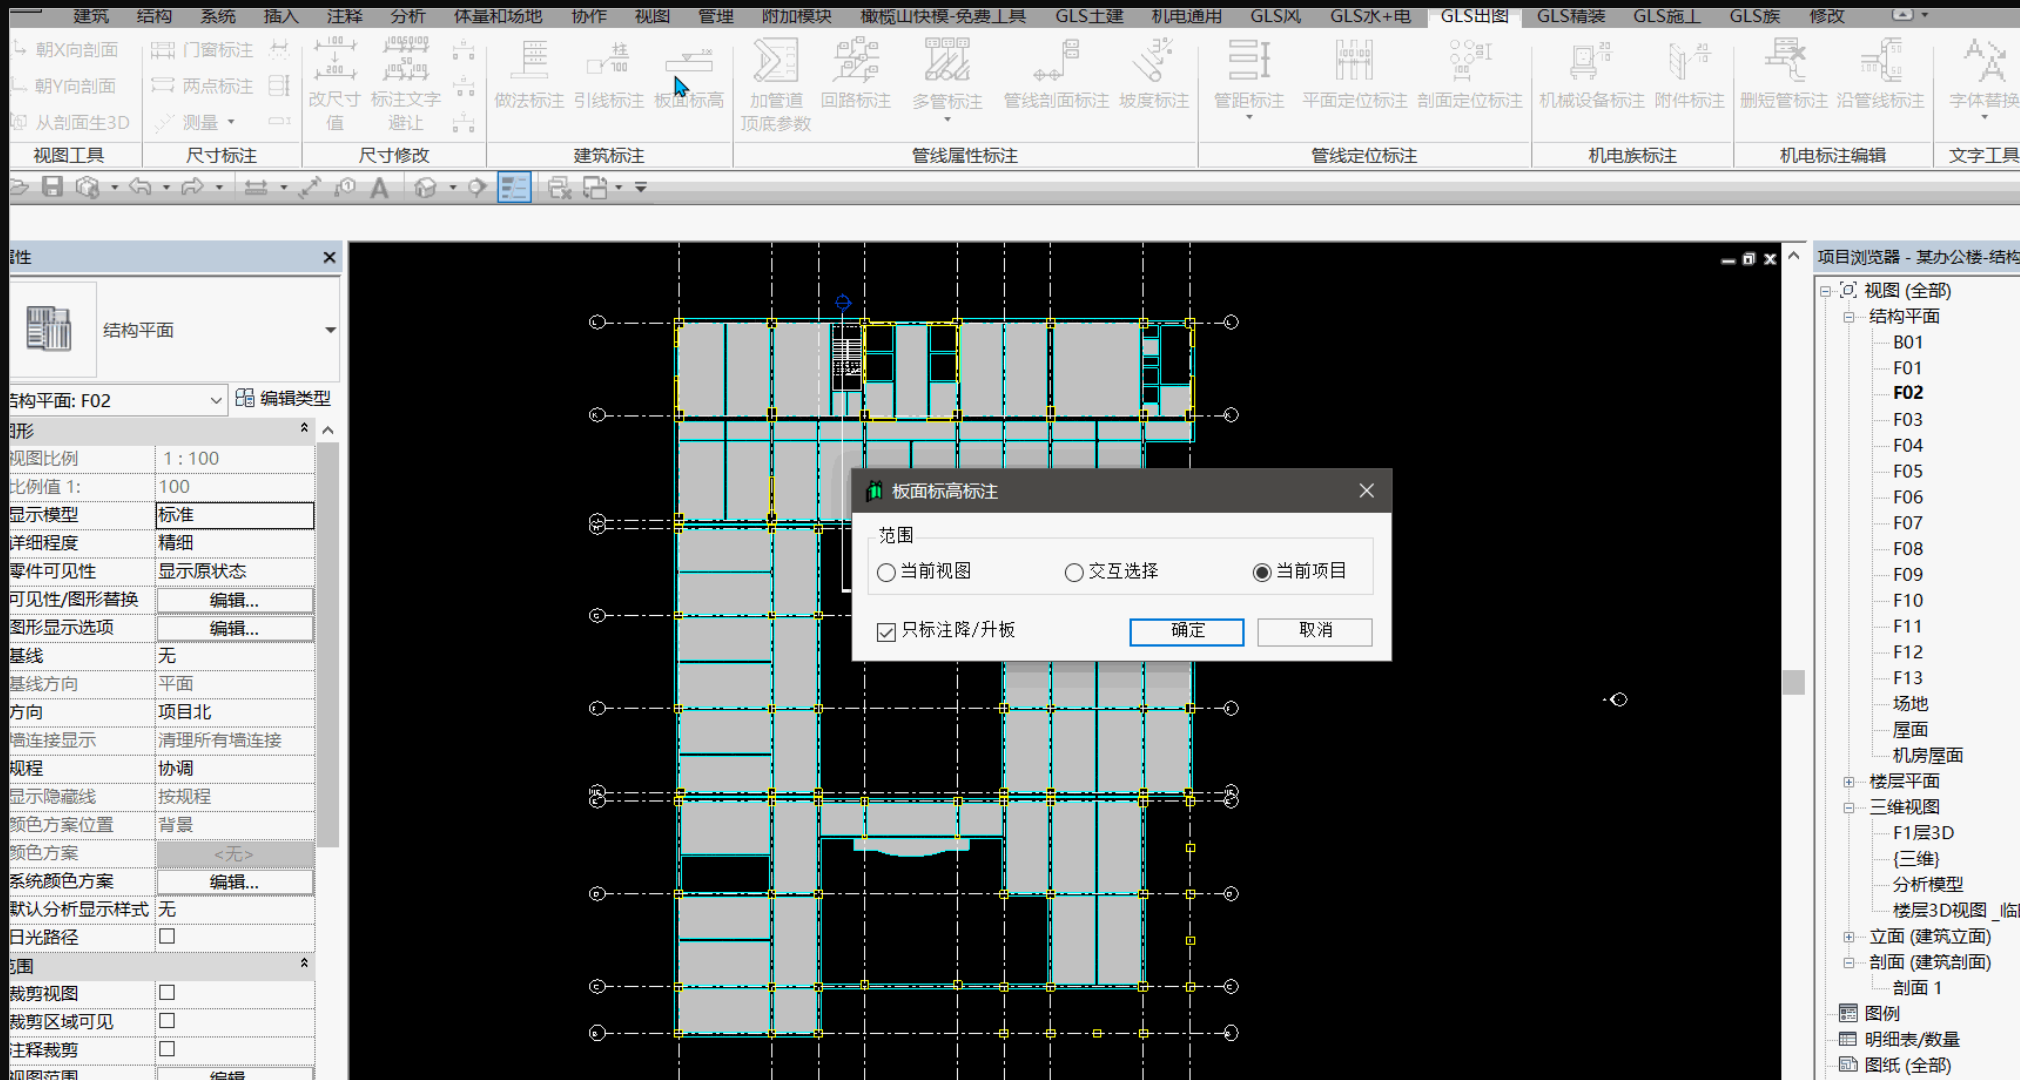 建筑 结构 系统 插入 注释 分析 体量和场地 协作 视图 管理 附加模块 橄榄山快模-免费工具 GLS土建 机电通用 GLS风 GLS水+电 GLS出图 GLS精装 GLS施工 GLS族 修改
朝X向剖面 门窗标注
朝Y向剖面 两点标注
从剖面生3D 测量
改尺寸值 标注文字避让
做法标注 引线标注 板面标高
加管道顶底参数 回路标注 多管标注 管线剖面标注 坡度标注
管距标注 平面定位标注 剖面定位标注
机械设备标注 附件标注 删短管标注 沿管线标注 字体替换
视图工具 尺寸标注 尺寸修改 建筑标注 管线属性标注 管线定位标注 机电族标注 机电标注编辑 文字工具
属性
结构平面
结构平面: F02 编辑类型
图形
视图比例 1 : 100
比例值 1: 100
显示模型 标准
详细程度 精细
零件可见性 显示原状态
可见性/图形替换 编辑...
图形显示选项 编辑...
基线 无
基线方向 平面
方向 项目北
墙连接显示 清理所有墙连接
规程 协调
显示隐藏线 按规程
颜色方案位置 背景
颜色方案 <无>
系统颜色方案 编辑...
默认分析显示样式 无
日光路径
范围
裁剪视图
裁剪区域可见
注释裁剪
视图范围 编辑
板面标高标注
范围
当前视图 交互选择 当前项目
只标注降/升板 确定 取消
项目浏览器 - 某办公楼-结构
视图 (全部)
结构平面
B01
F01
F02
F03
F04
F05
F06
F07
F08
F09
F10
F11
F12
F13
场地
屋面
机房屋面
楼层平面
三维视图
F1层3D
{三维}
分析模型
楼层3D视图 _临
立面 (建筑立面)
剖面 (建筑剖面)
剖面 1
图例
明细表/数量
图纸 (全部)